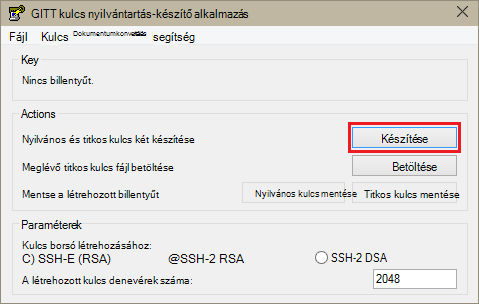 GITT kulcs nyilvántartás-készítő alkalmazás
Fájl Kulcs Dokumentumkonvetálás segítség
Key
Nincs billentyűt.
Actions
Nyilvános és titkos kulcs két készítése Készítése
Meglévő titkos kulcs fájl betöltése Betöltése
Mentse a létrehozott billentyűt Nyilvános kulcs mentése Titkos kulcs mentése
Paraméterek
Kulcs borsó létrehozásához:
C) SSH-E (RSA) @SSH-2 RSA SSH-2 DSA
A létrehozott kulcs denevérek száma: 2048